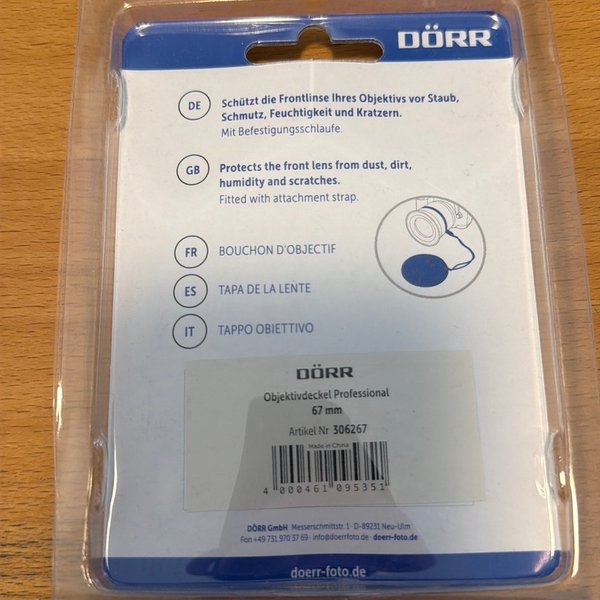 DÖRR
DE
Schützt die Frontlinse Ihres Objektivs vor Staub,
Schmutz, Feuchtigkeit und Kratzern.
Mit Befestigungsschlaufe.
GB
Protects the front lens from dust, dirt,
humidity and scratches.
Fitted with attachment strap.
FR BOUCHON D'OBJECTIF
ES TAPA DE LA LENTE
IT TAPPO OBIETTIVO
DÖRR
Objektivdeckel Professional
67 mm
Artikel Nr 306267
Made in China
4 000461 095351
DÖRR GmbH Messerschmittstr. 1 · D-89231 Neu-Ulm
Fon +49 731 970 37 69 · info@doerrfoto.de doerr-foto.de
doerr-foto.de